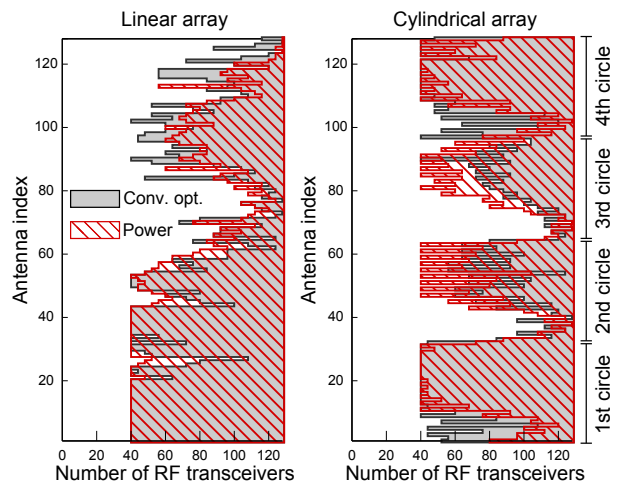 Linear array
Cylindrical array
120
100
80
60
40
20
0
20
40
60
80
100
120
Antenna index
Number of RF transceivers
Conv. opt.
Power
120
100
80
60
40
20
0
20
40
60
80
100
120
Antenna index
Number of RF transceivers
4th circle
3rd circle
2nd circle
1st circle